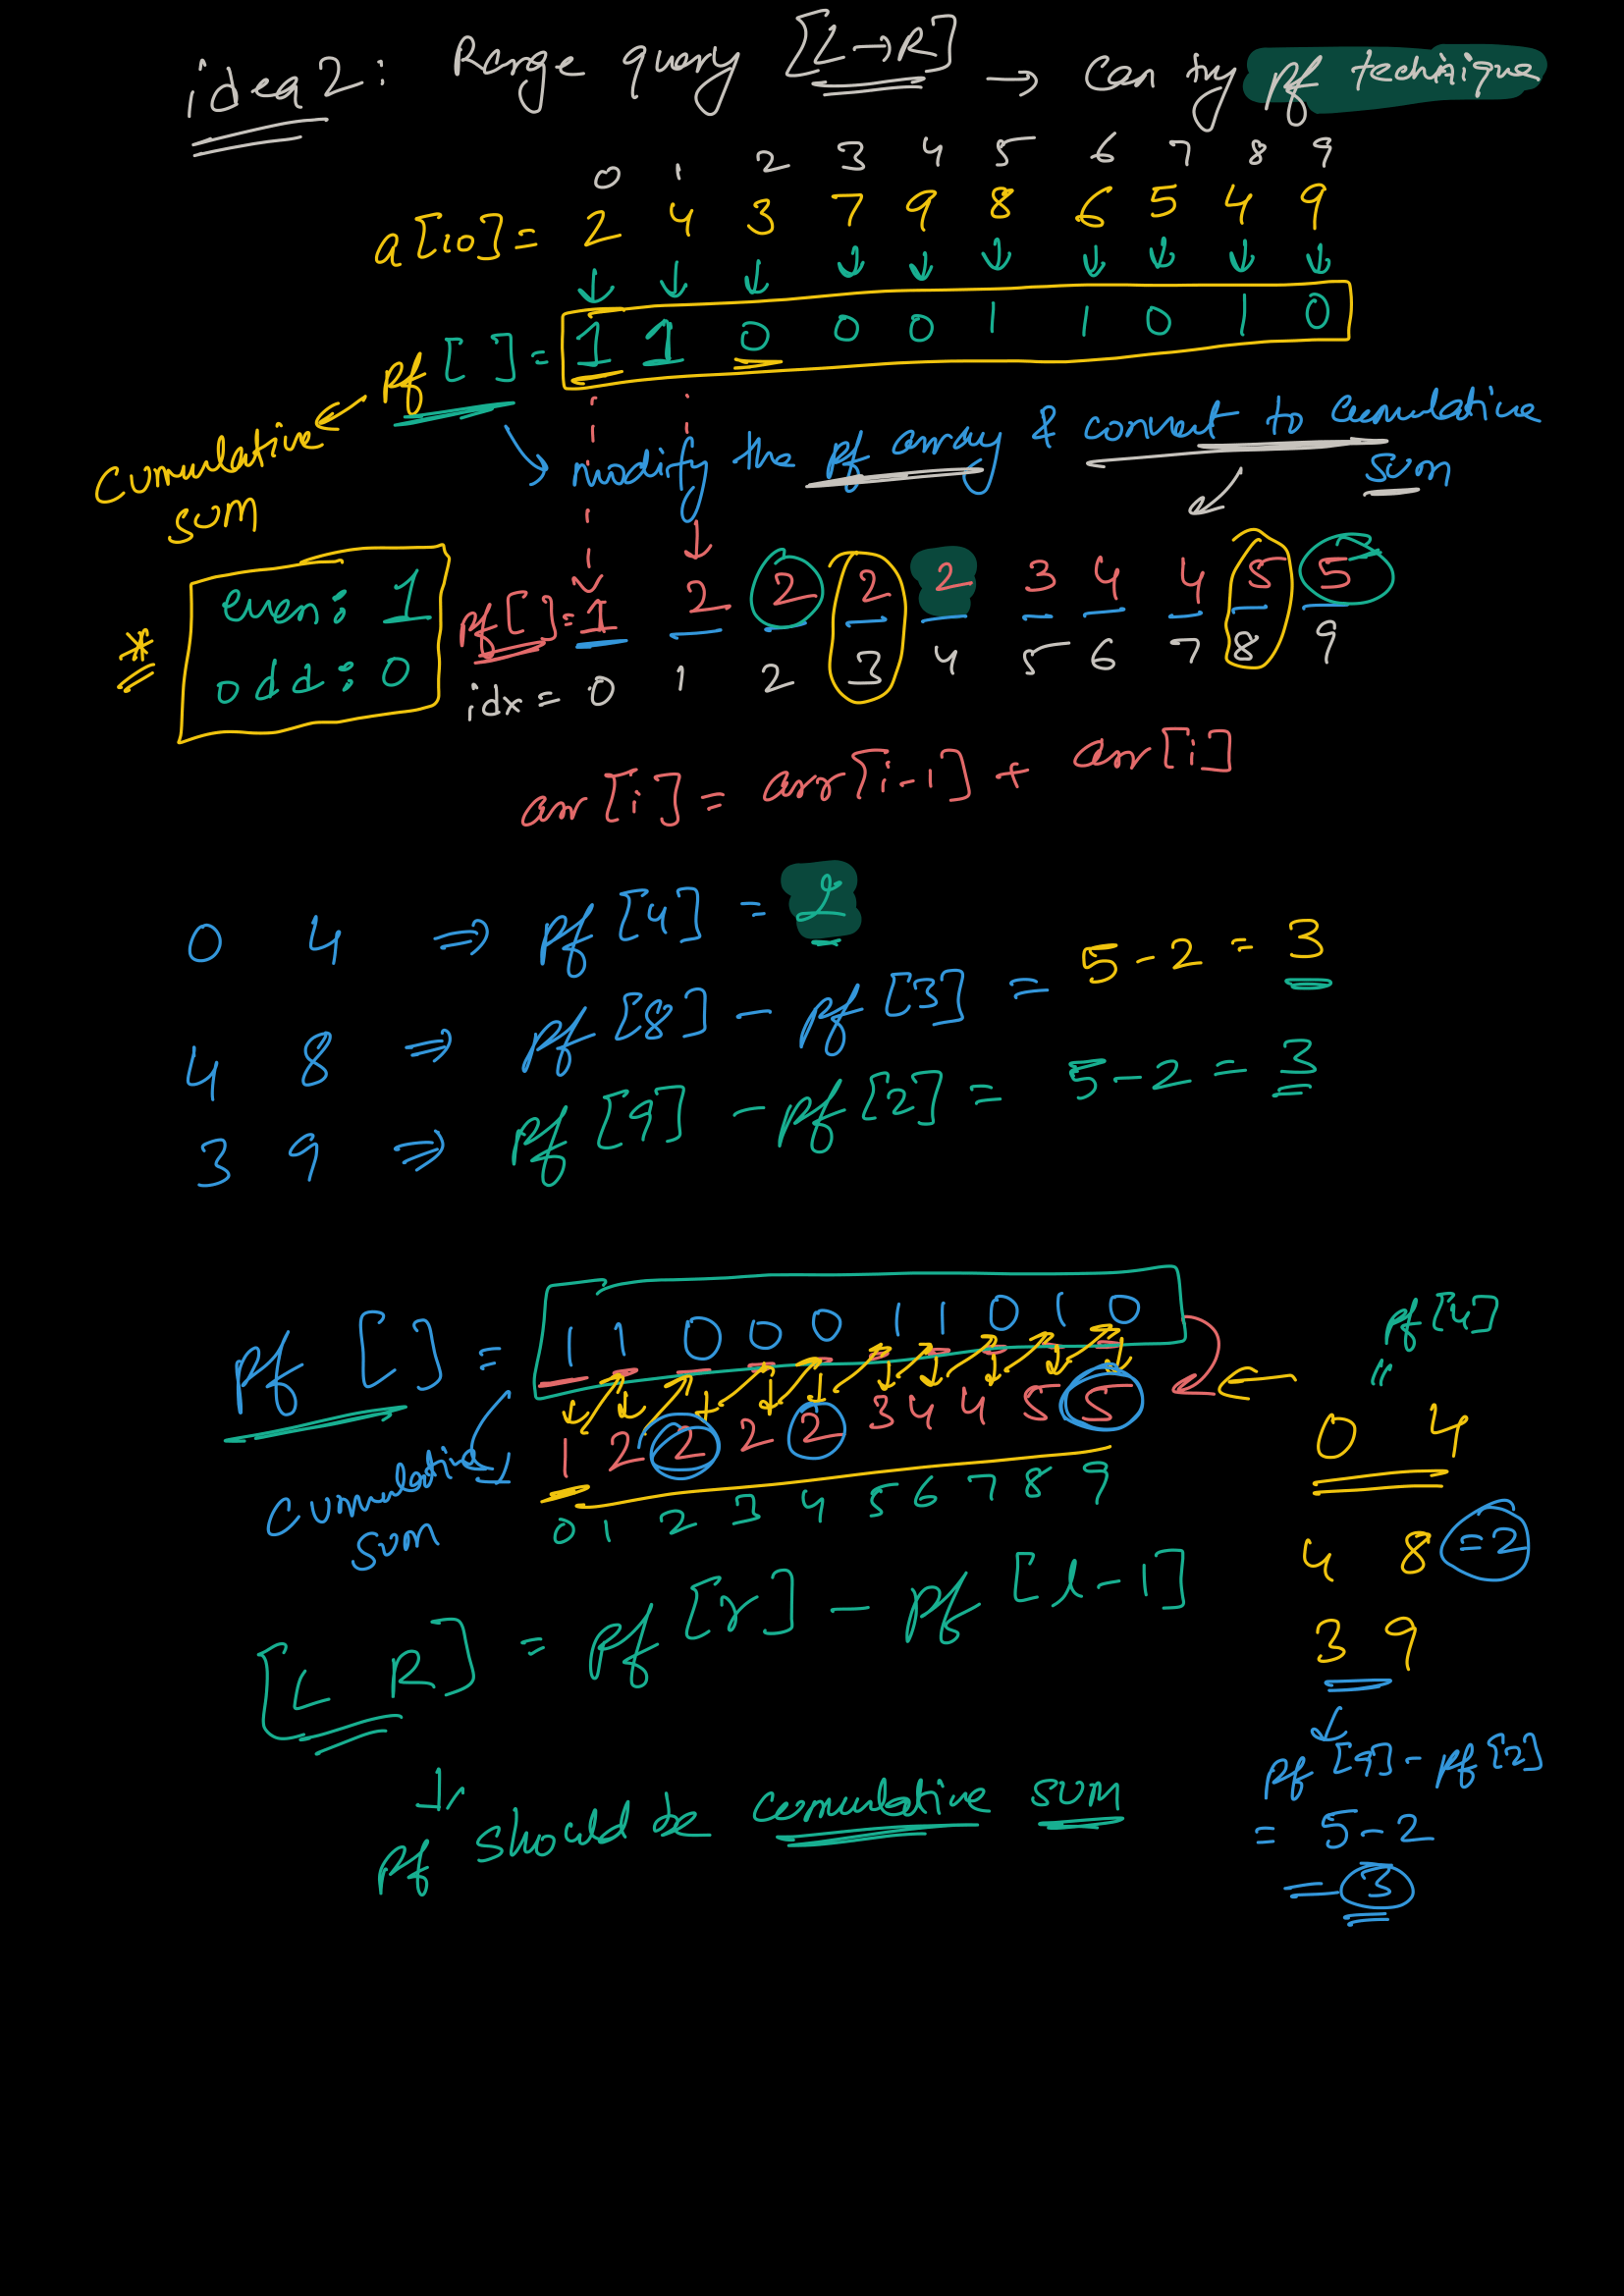 idea 2: Range query [L→R] → Can try pf technique
0 1 2 3 4 5 6 7 8 9
a[10] = 2 4 3 7 9 8 6 5 4 9
↓ ↓ ↓ ↓ ↓ ↓ ↓ ↓ ↓ ↓
pf [ ] = 1 1 0 0 0 1 1 0 1 0
Cumulative
sum
modify the pf array & convert to cumulative
sum
* even: 1
odd: 0
pf[ ] = 1 2 2 2 2 3 4 4 5 5
idx = 0 1 2 3 4 5 6 7 8 9
arr[i] = arr[i-1] + arr[i]
0 4 ⇒ pf[4] = 2
4 8 ⇒ pf[8] - pf[3] = 5-2 = 3
3 9 ⇒ pf[9] - pf[2] = 5-2 = 3
pf [ ] = 1 1 0 0 0 1 1 0 1 0
Cumulative
sum
1 2 2 2 2 3 4 4 5 5
0 1 2 3 4 5 6 7 8 9
[L R] = pf[r] - pf[l-1]
pf should be cumulative sum
pf[4]
"
0 4
4 8 =2
3 9
↓
pf[9] - pf[2]
= 5-2
= 3